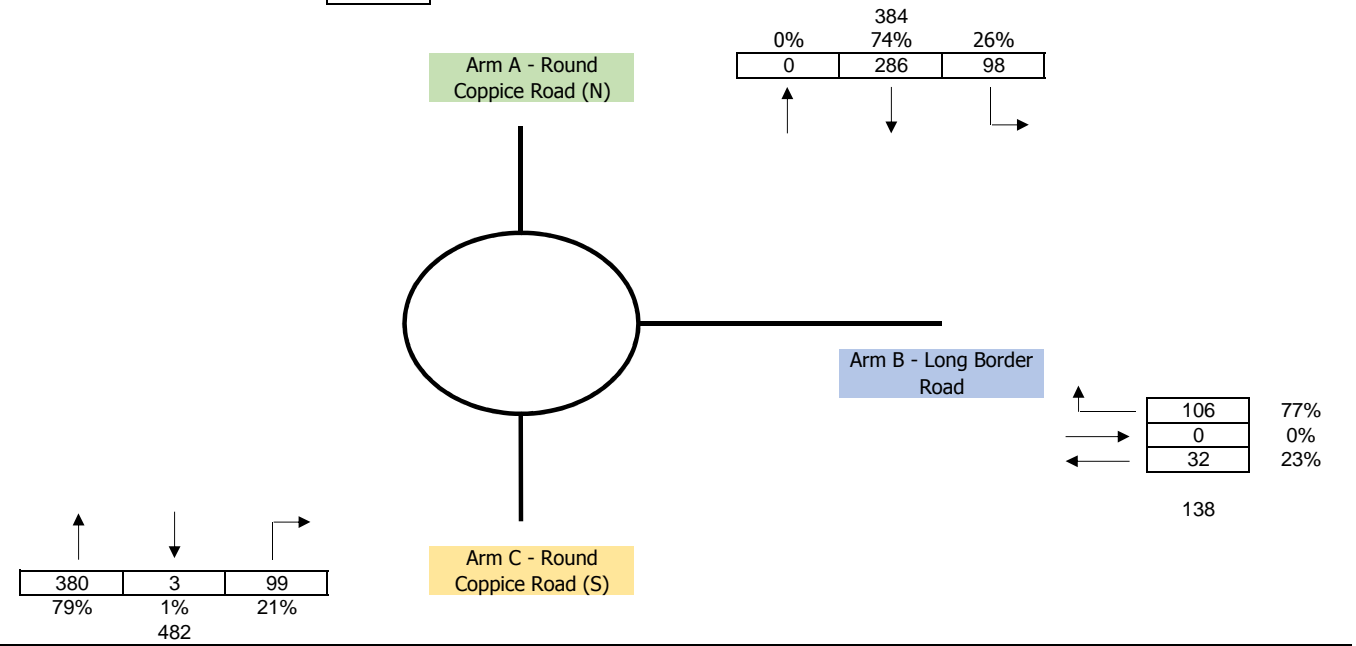 384
0% 74% 26%
0 286 98
Arm A - Round
Coppice Road (N)
Arm B - Long Border
Road
106 77%
0 0%
32 23%
138
Arm C - Round
Coppice Road (S)
380 3 99
79% 1% 21%
482